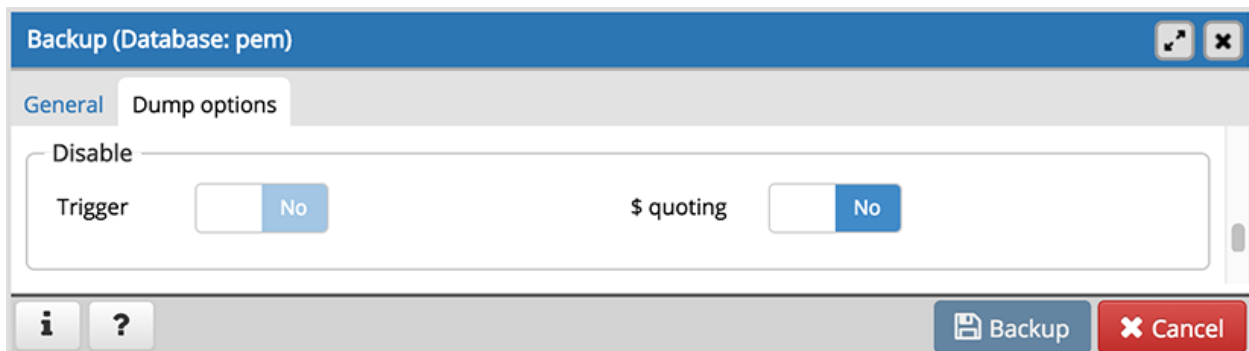 Backup (Database: pem)
General Dump options
Disable
Trigger No $ quoting No
i ? Backup Cancel